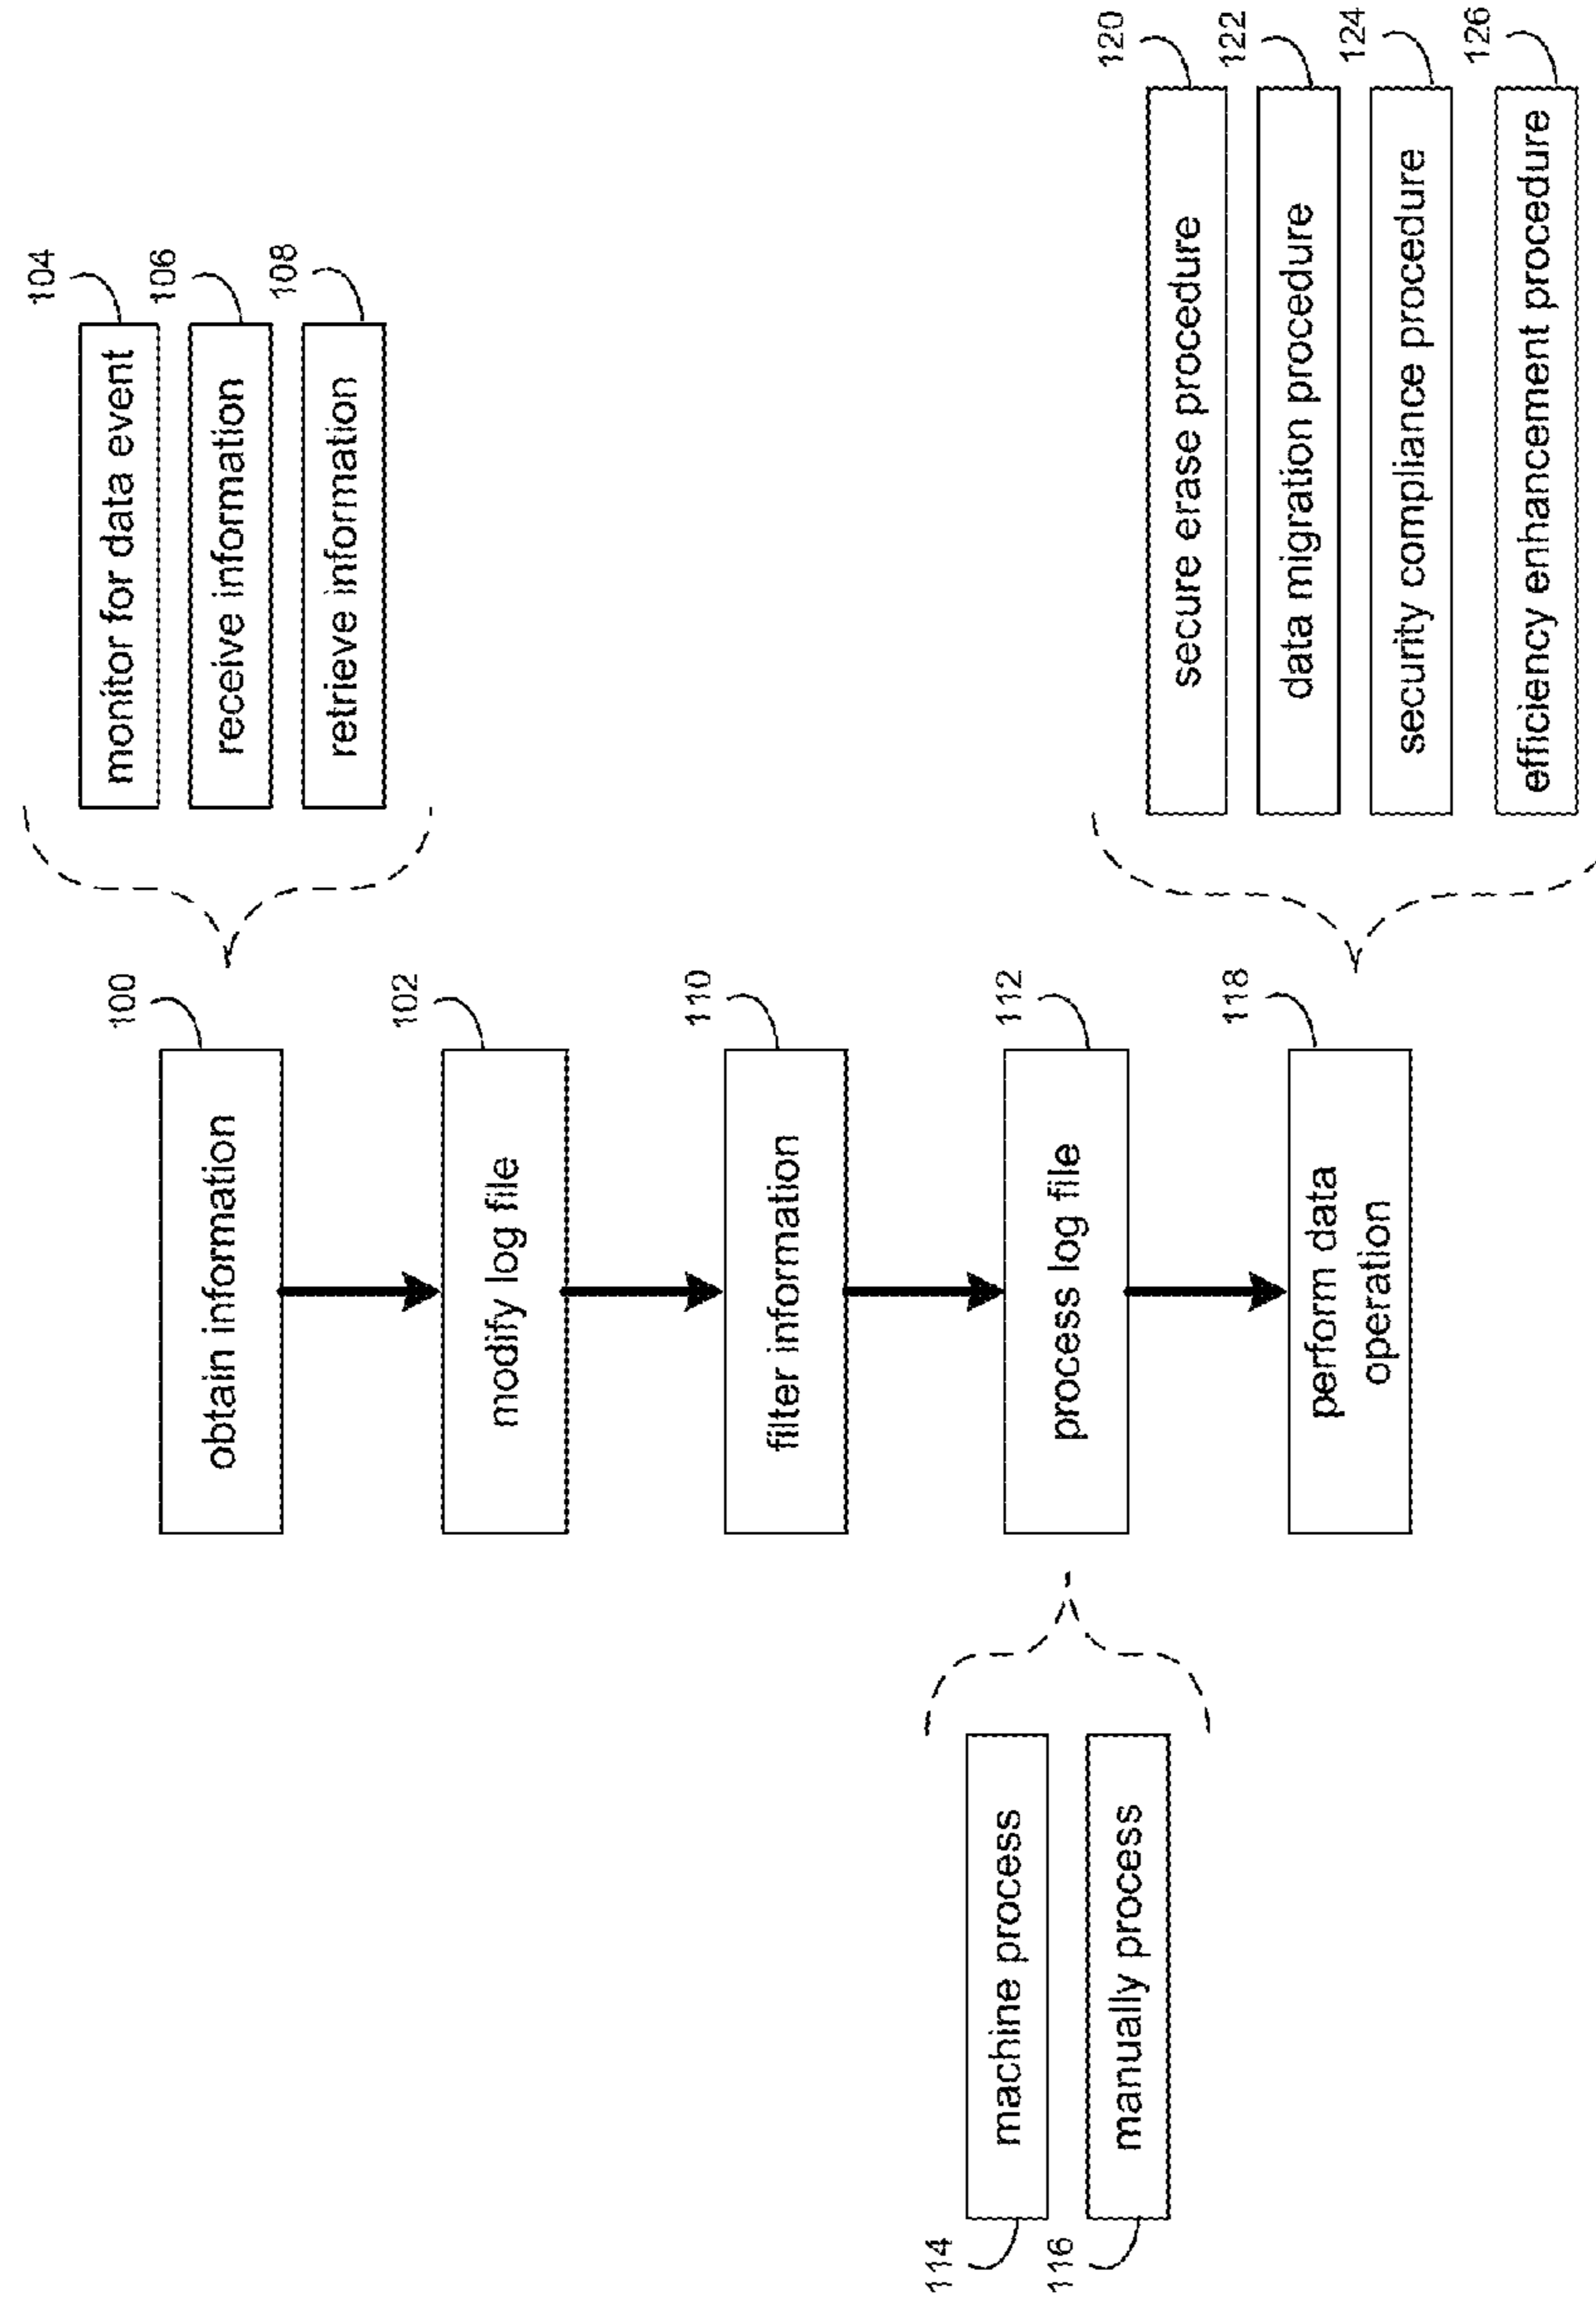 100
obtain information
104
monitor for data event
106
receive information
108
retrieve information
102
modify log file
110
filter information
112
process log file
114
machine process
116
manually process
118
perform data
operation
120
secure erase procedure
122
data migration procedure
124
security compliance procedure
126
efficiency enhancement procedure